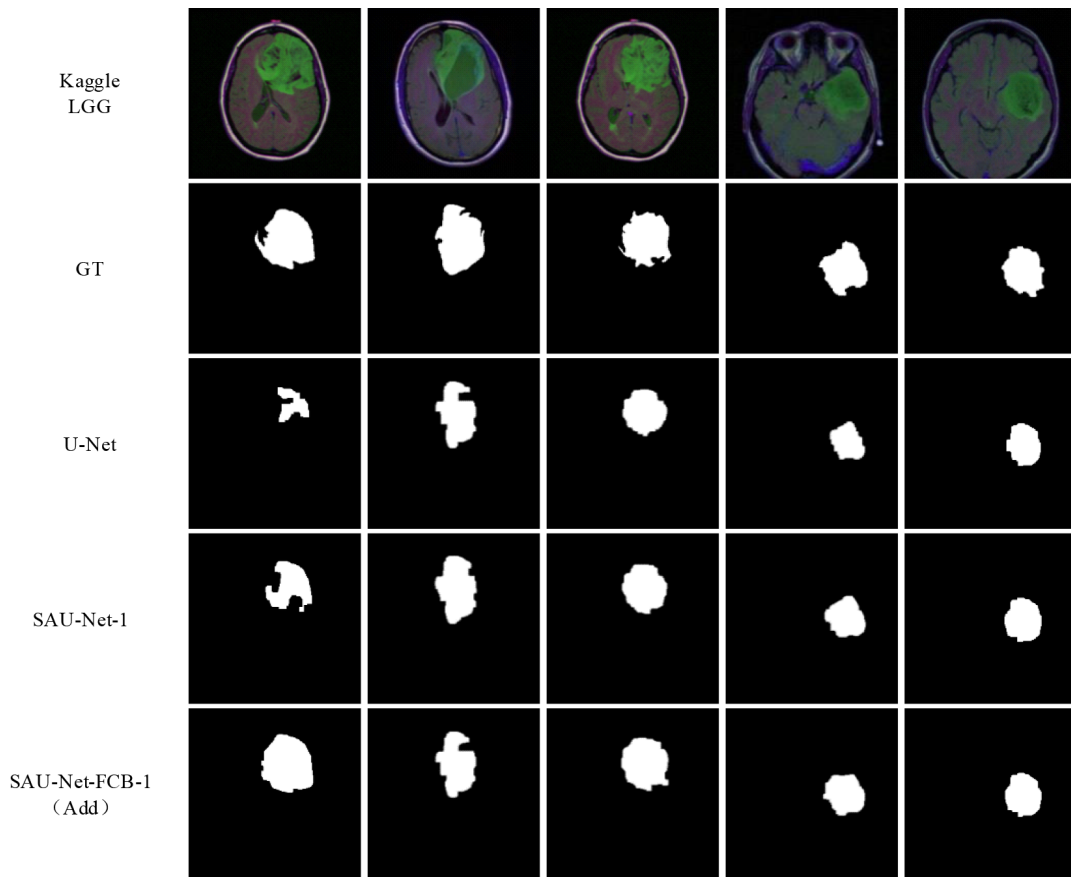 Kaggle
LGG
GT
U-Net
SAU-Net-1
SAU-Net-FCB-1
（Add）